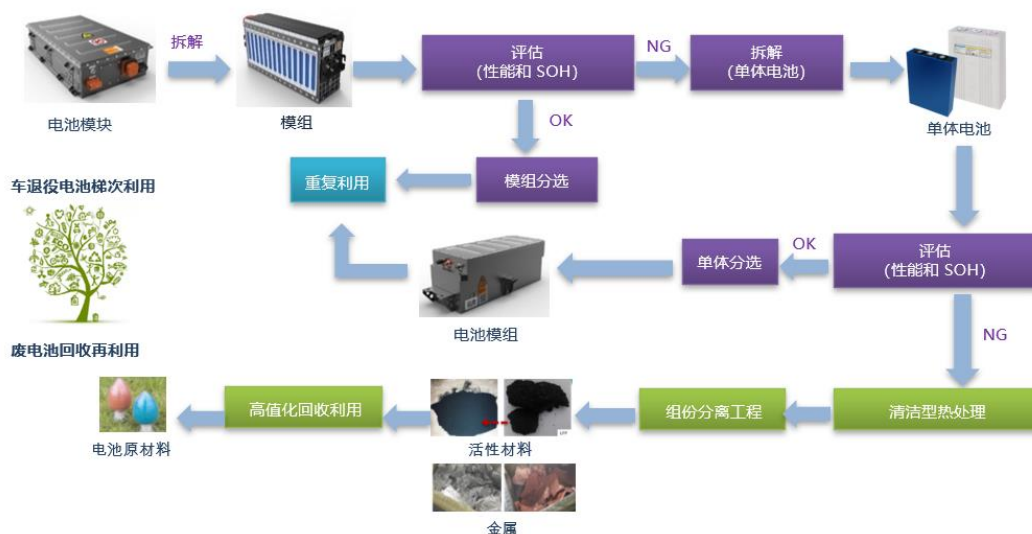 拆解
评估
(性能和 SOH)
NG
拆解
(单体电池)
电池模块
模组
OK
单体电池
车退役电池梯次利用
重复利用
模组分选
OK
单体分选
评估
(性能和 SOH)
电池模组
NG
废电池回收再利用
高值化回收利用
组份分离工程
清洁型热处理
电池原材料
活性材料
金属